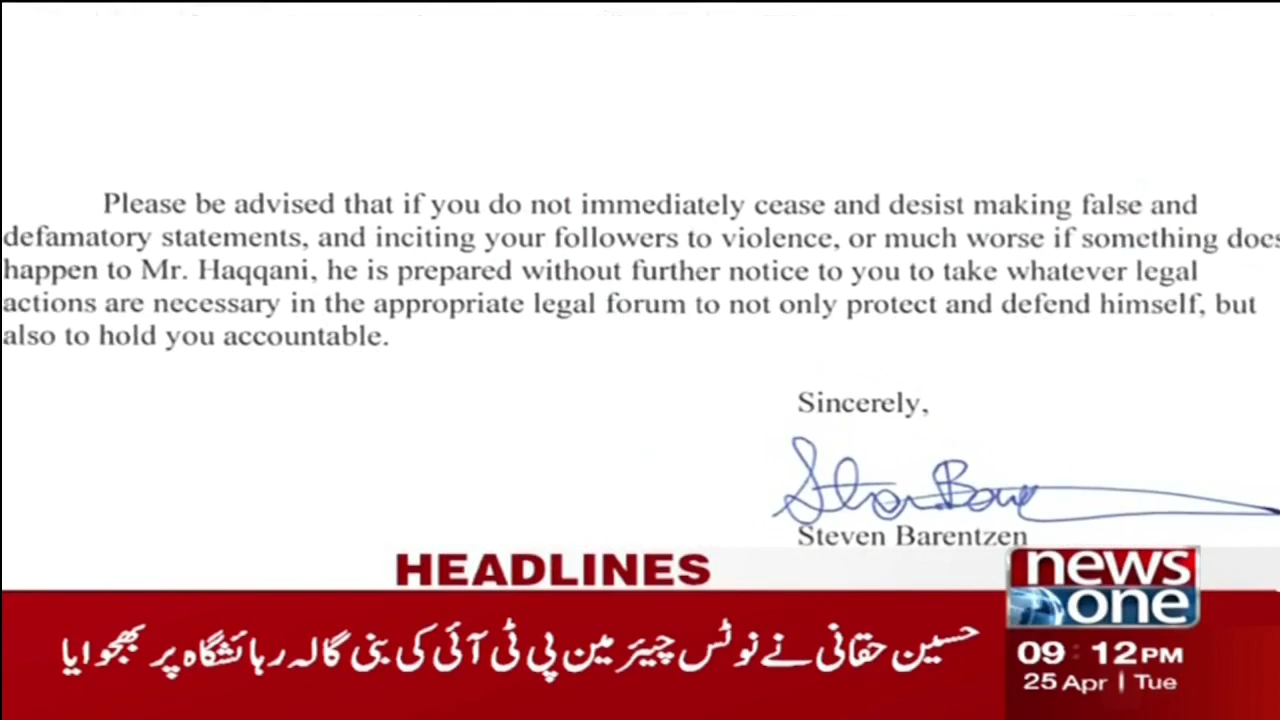 Please be advised that if you do not immediately cease and desist making false and
defamatory statements, and inciting your followers to violence, or much worse if something does
happen to Mr. Haqqani, he is prepared without further notice to you to take whatever legal
actions are necessary in the appropriate legal forum to not only protect and defend himself, but
also to hold you accountable.
Sincerely,
Steven Barentzen
HEADLINES
news
one
حسین حقانی نے نوٹس چیئر مین پی ٹی آئی کی بنی گالہ رہائشگاہ پر بھجوایا
09:12PM
25 Apr | Tue